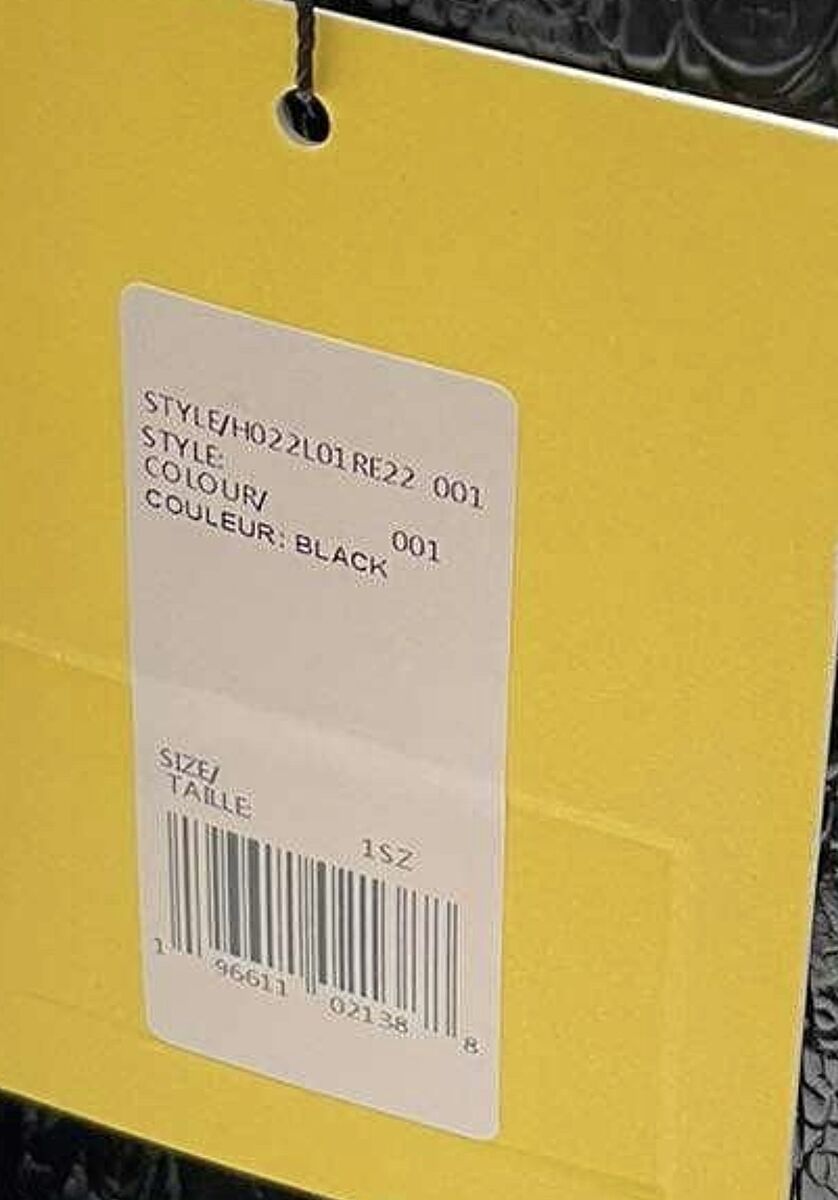 STYLE/H022L01RE22 001
STYLE:
COLOUR/
COULEUR: BLACK 001
SIZE/
TAILLE
1SZ
1 96611 02138 8